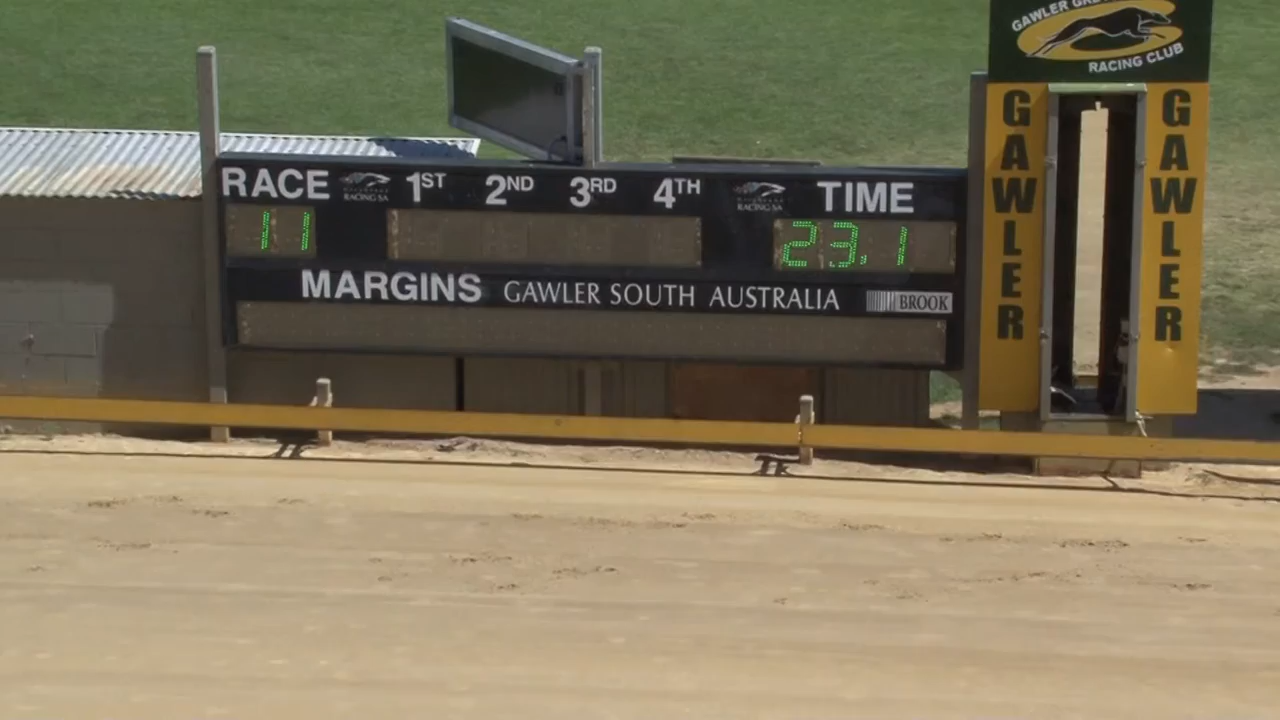 GAWLER
RACING CLUB
RACE 1ST 2ND 3RD 4TH TIME
RACING SA
RACING SA
11 23.1
MARGINS GAWLER SOUTH AUSTRALIA BROOK
GAWLER
GAWLER